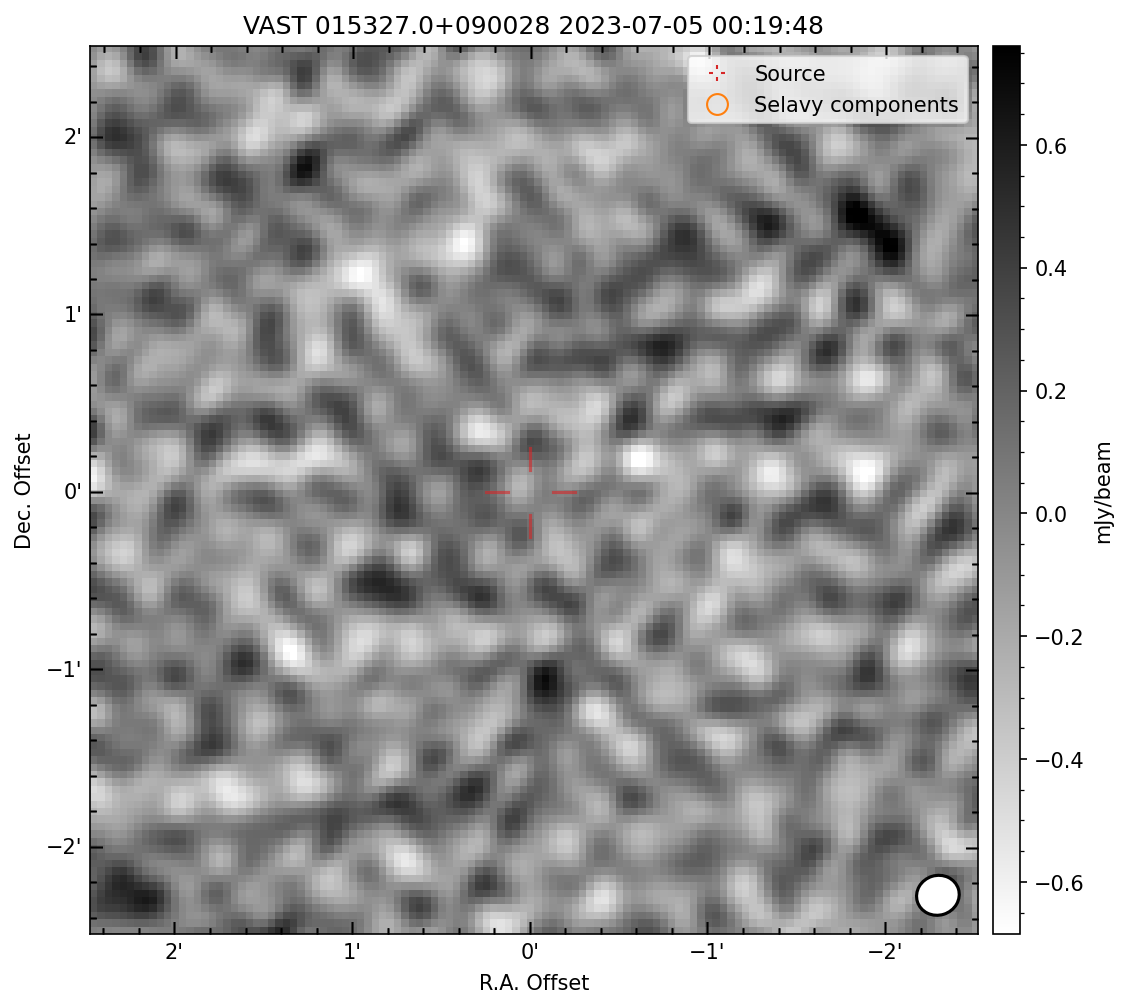 VAST 015327.0+090028 2023-07-05 00:19:48
Source
Selavy components
2'
1'
0'
−1'
−2'
Dec. Offset
2'
1'
0'
−1'
−2'
R.A. Offset
0.6
0.4
0.2
0.0
−0.2
−0.4
−0.6
mJy/beam